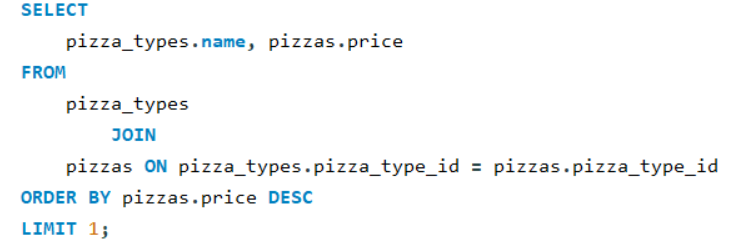 SELECT
    pizza_types.name, pizzas.price
FROM
    pizza_types
        JOIN
    pizzas ON pizza_types.pizza_type_id = pizzas.pizza_type_id
ORDER BY pizzas.price DESC
LIMIT 1;